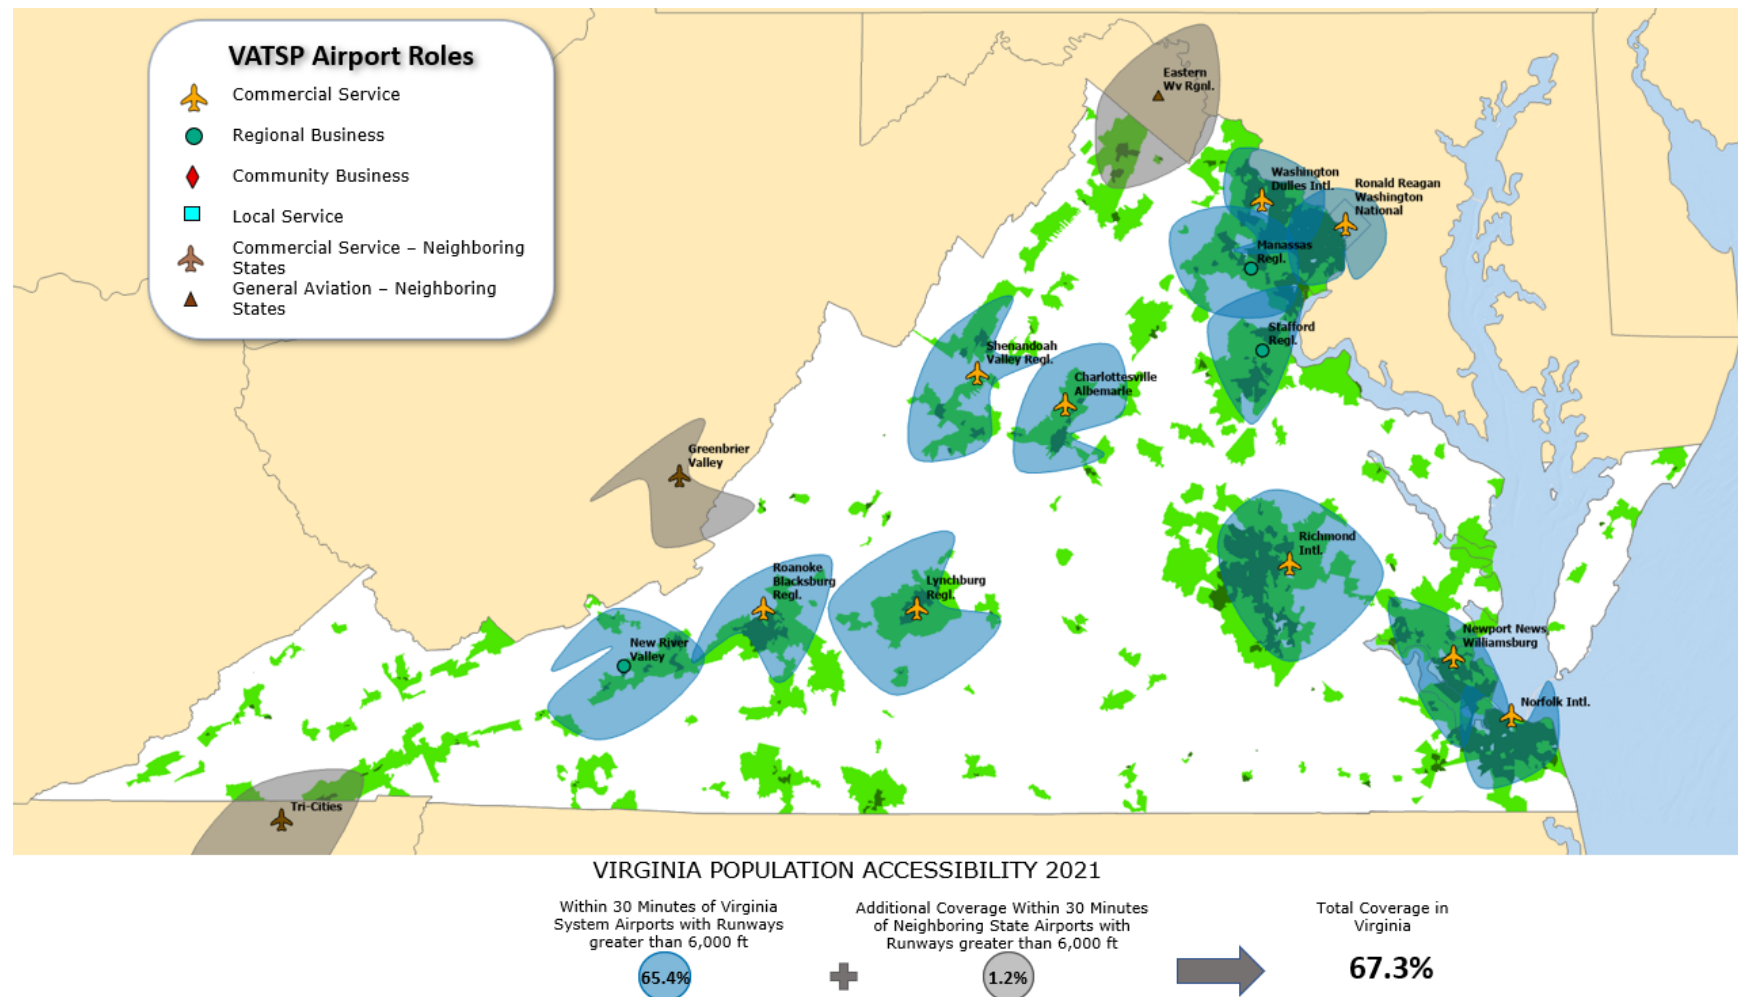 VATSP Airport Roles
Commercial Service
Regional Business
Community Business
Local Service
Commercial Service – Neighboring
States
General Aviation – Neighboring
States
Eastern
Wv Rgnl.
Washington
Dulles Intl.
Ronald Reagan
Washington
National
Manassas
Regl.
Stafford
Regl.
Shenandoah
Valley Regl.
Charlottesville
Albemarle
Greenbrier
Valley
Richmond
Intl.
Roanoke
Blacksburg
Regl.
Lynchburg
Regl.
New River
Valley
Newport News
Williamsburg
Norfolk Intl.
Tri-Cities
VIRGINIA POPULATION ACCESSIBILITY 2021
Within 30 Minutes of Virginia
System Airports with Runways
greater than 6,000 ft
65.4%
Additional Coverage Within 30 Minutes
of Neighboring State Airports with
Runways greater than 6,000 ft
1.2%
Total Coverage in
Virginia
67.3%